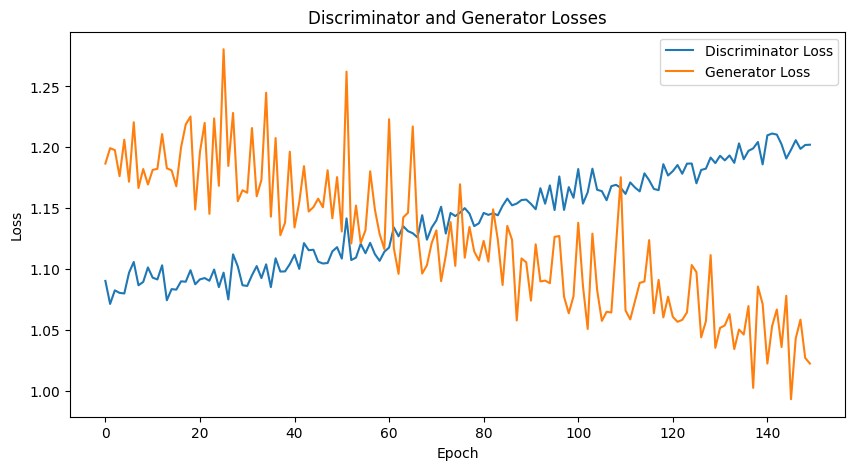 Discriminator and Generator Losses
Discriminator Loss
Generator Loss
1.25
1.20
1.15
1.10
1.05
1.00
Loss
0 20 40 60 80 100 120 140
Epoch